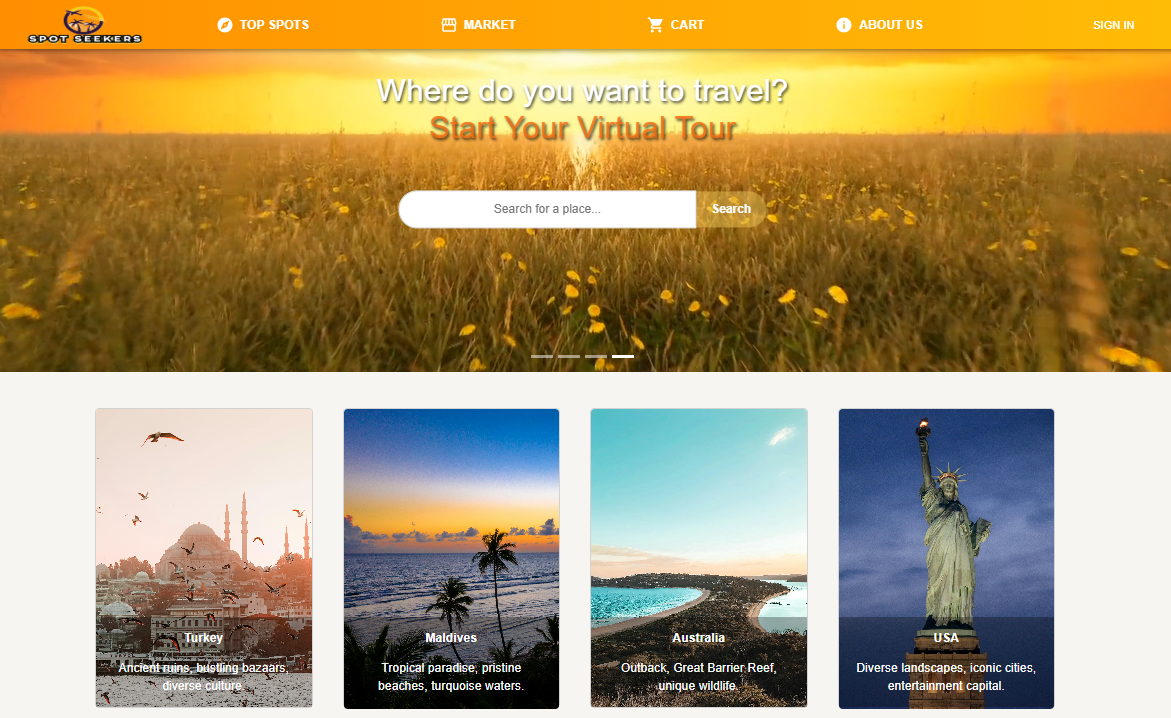 SPOT SEEKERS
TOP SPOTS
MARKET
CART
ABOUT US
SIGN IN
Where do you want to travel?
Start Your Virtual Tour
Search for a place...
Search
Turkey
Ancient ruins, bustling bazaars,
diverse culture.
Maldives
Tropical paradise, pristine
beaches, turquoise waters.
Australia
Outback, Great Barrier Reef,
unique wildlife.
USA
Diverse landscapes, iconic cities,
entertainment capital.